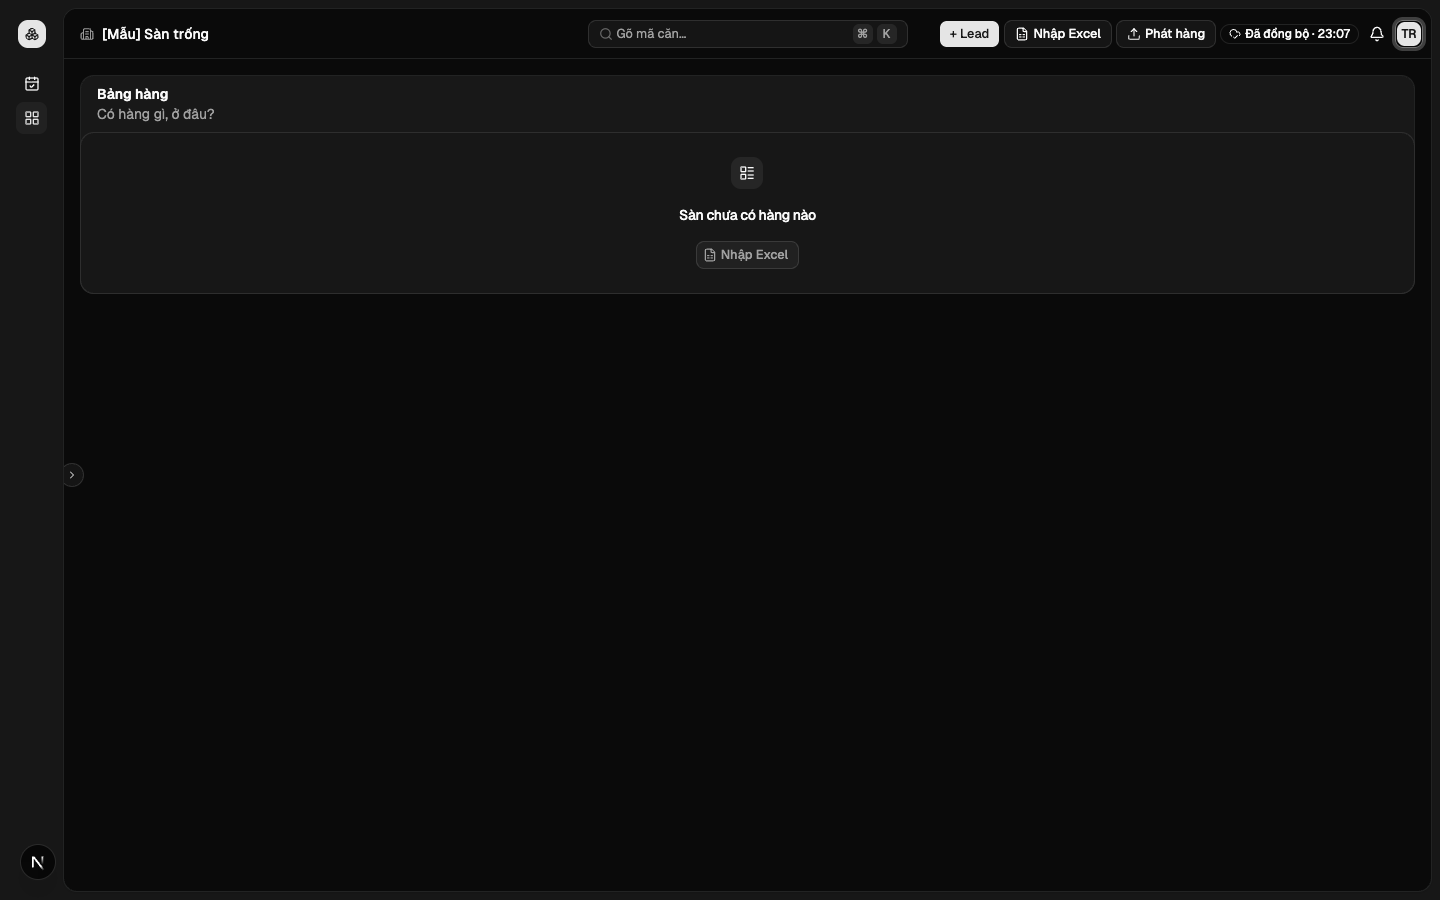 [Mẫu] Sàn trống
Gõ mã căn...
⌘ K
+ Lead
Nhập Excel
Phát hàng
Đã đồng bộ · 23:07
TR
Bảng hàng
Có hàng gì, ở đâu?
Sàn chưa có hàng nào
Nhập Excel
N